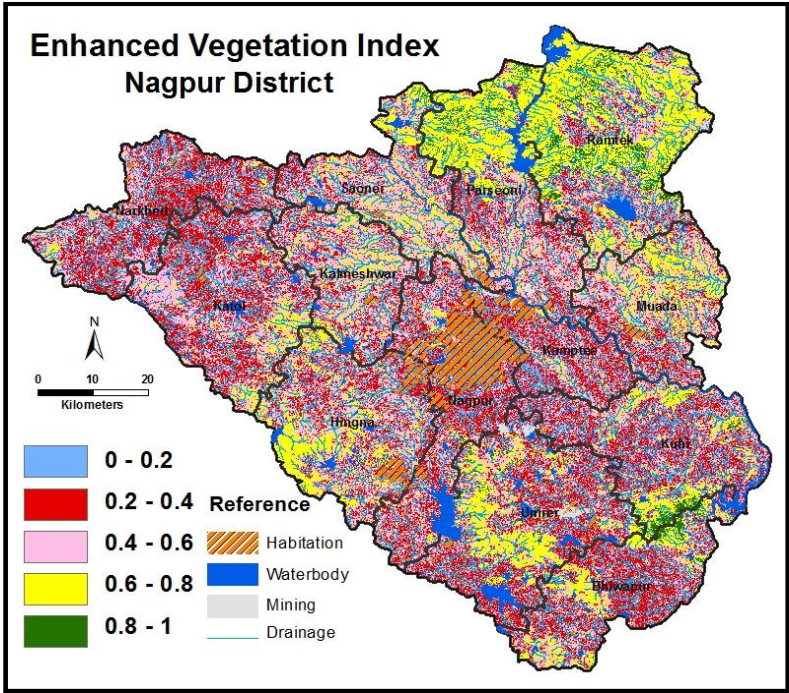 Enhanced Vegetation Index
Nagpur District
Ramtek
Saoner
Parseoni
Narkhed
Kalmeshwar
Katol
Muada
N
Kamptee
0 10 20
Kilometers
Nagpur
Hingna
Kuhi
0 - 0.2
0.2 - 0.4
0.4 - 0.6
0.6 - 0.8
0.8 - 1
Reference
Habitation
Waterbody
Mining
Drainage
Umrer
Bhiwapur